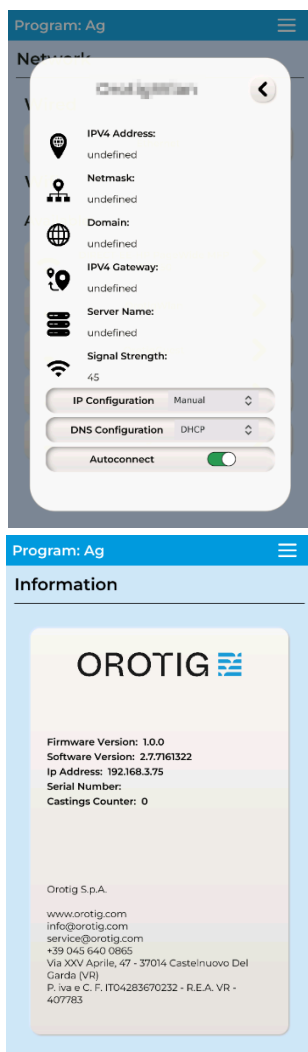 Program: Ag
IPV4 Address:
undefined
Netmask:
undefined
Domain:
undefined
IPV4 Gateway:
undefined
Server Name:
undefined
Signal Strength:
45
IP Configuration Manual
DNS Configuration DHCP
Autoconnect
Program: Ag
Information
OROTIG
Firmware Version: 1.0.0
Software Version: 2.7.7161322
Ip Address: 192.168.3.75
Serial Number:
Castings Counter: 0
Orotig S.p.A.
www.orotig.com
info@orotig.com
service@orotig.com
+39 045 640 0865
Via XXV Aprile, 47 - 37014 Castelnuovo Del
Garda (VR)
P. iva e C. F. IT04283670232 - R.E.A. VR -
407783